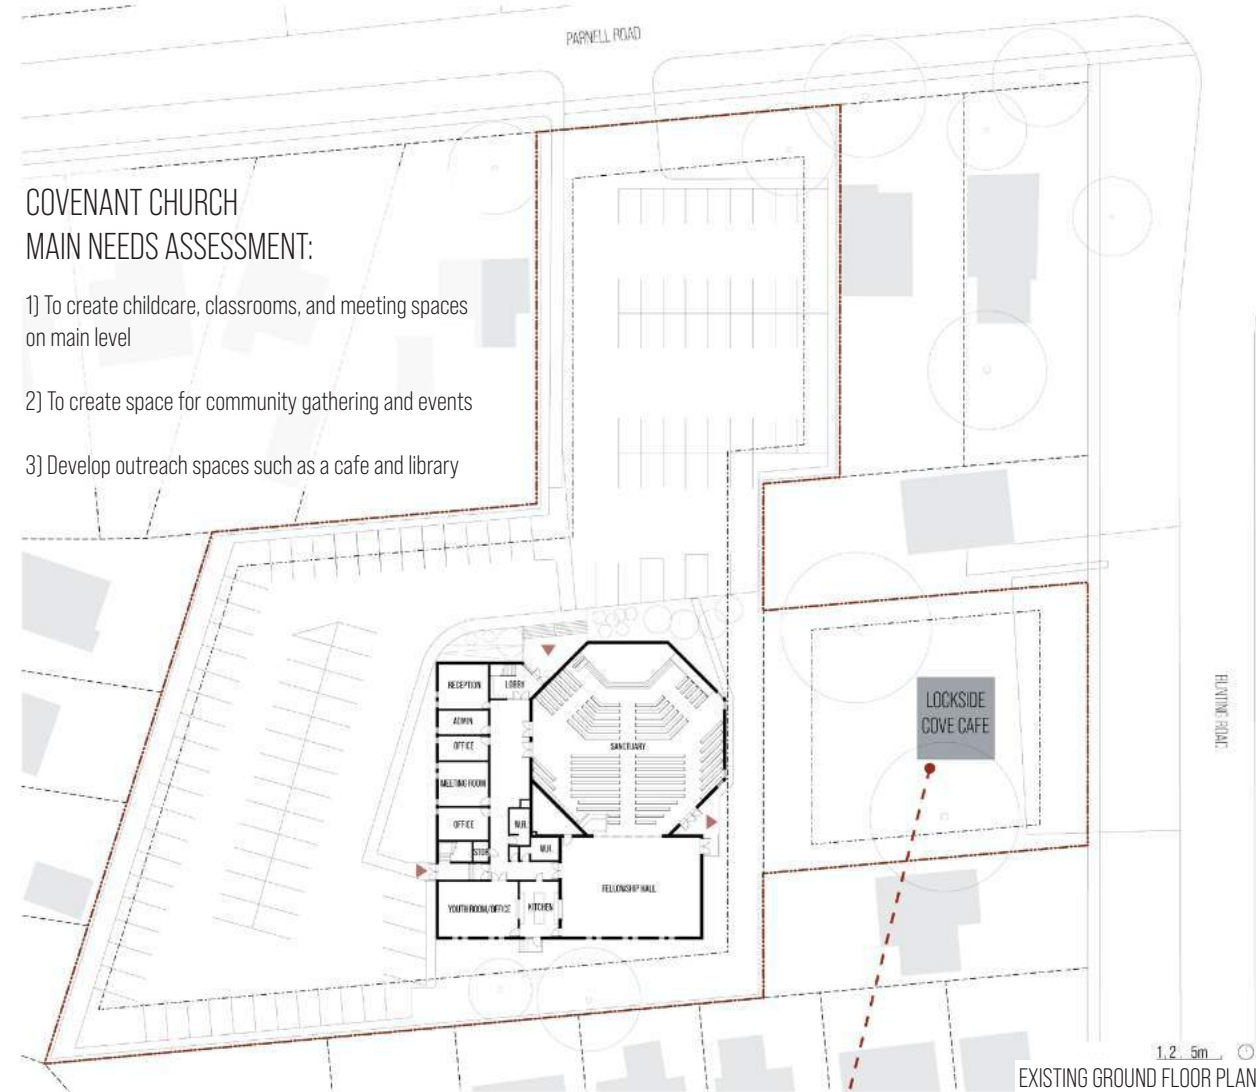 PARNELL ROAD
COVENANT CHURCH
MAIN NEEDS ASSESSMENT:
1) To create childcare, classrooms, and meeting spaces
on main level
2) To create space for community gathering and events
3) Develop outreach spaces such as a cafe and library
RECEPTION
LOBBY
ADMIN
OFFICE
SANCTUARY
MEETING ROOM
OFFICE
W.R.
STOR
W.R.
YOUTH ROOM/OFFICE
KITCHEN
FELLOWSHIP HALL
LOCKSIDE
COVE CAFE
BUNTING ROAD
1, 2 5m
EXISTING GROUND FLOOR PLAN